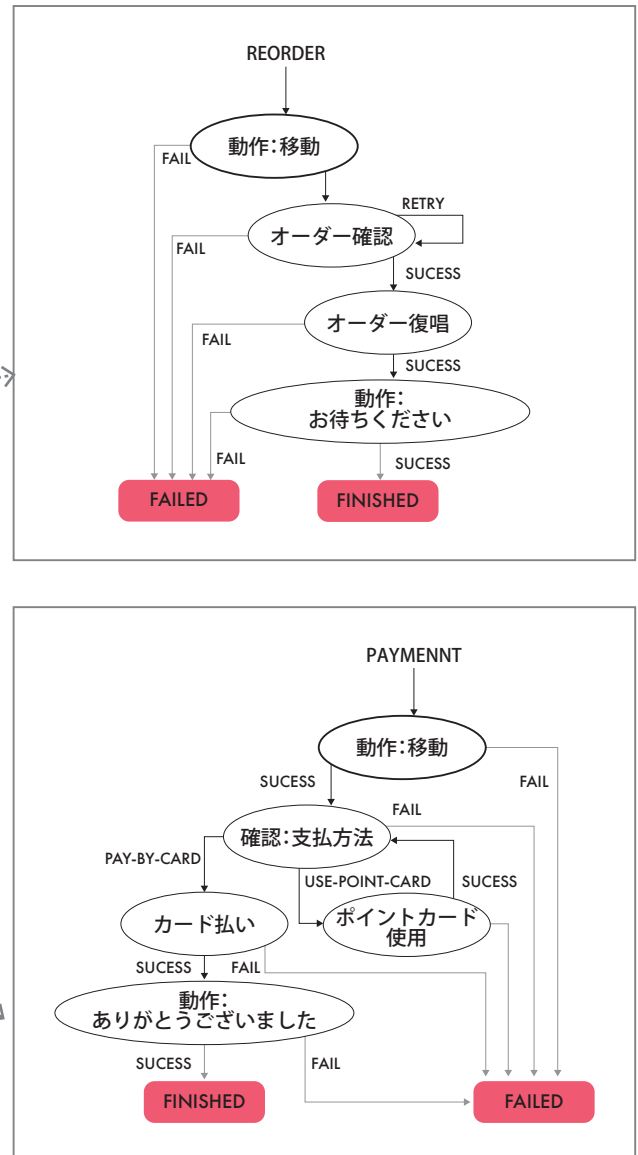 REORDER
動作:移動
FAIL
RETRY
オーダー確認
FAIL
SUCESS
オーダー復唱
FAIL
SUCESS
動作:
お待ちください
FAIL
SUCESS
FAILED
FINISHED
PAYMENNT
動作:移動
SUCESS
FAIL
FAIL
確認:支払方法
PAY-BY-CARD
USE-POINT-CARD
SUCESS
カード払い
ポイントカード
使用
SUCESS
FAIL
動作:
ありがとうございました
SUCESS
FAIL
FINISHED
FAILED